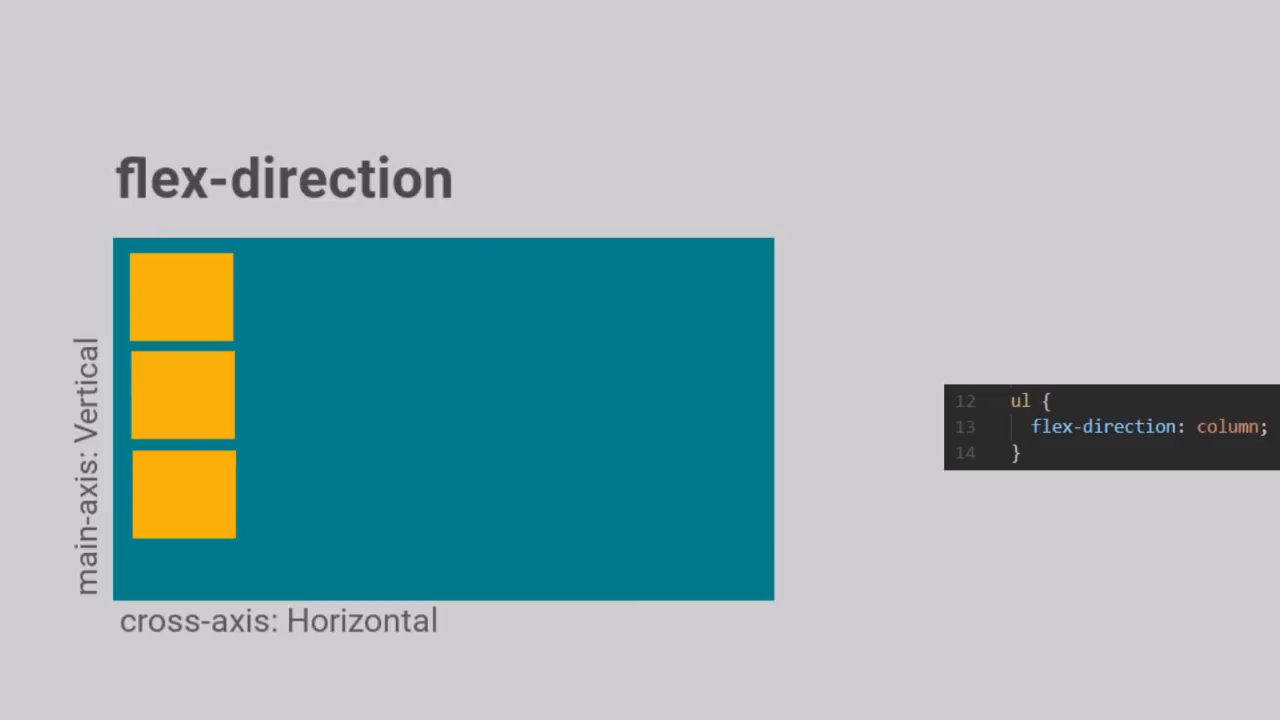 flex-direction
main-axis: Vertical
cross-axis: Horizontal
12 ul {
13 flex-direction: column;
14 }